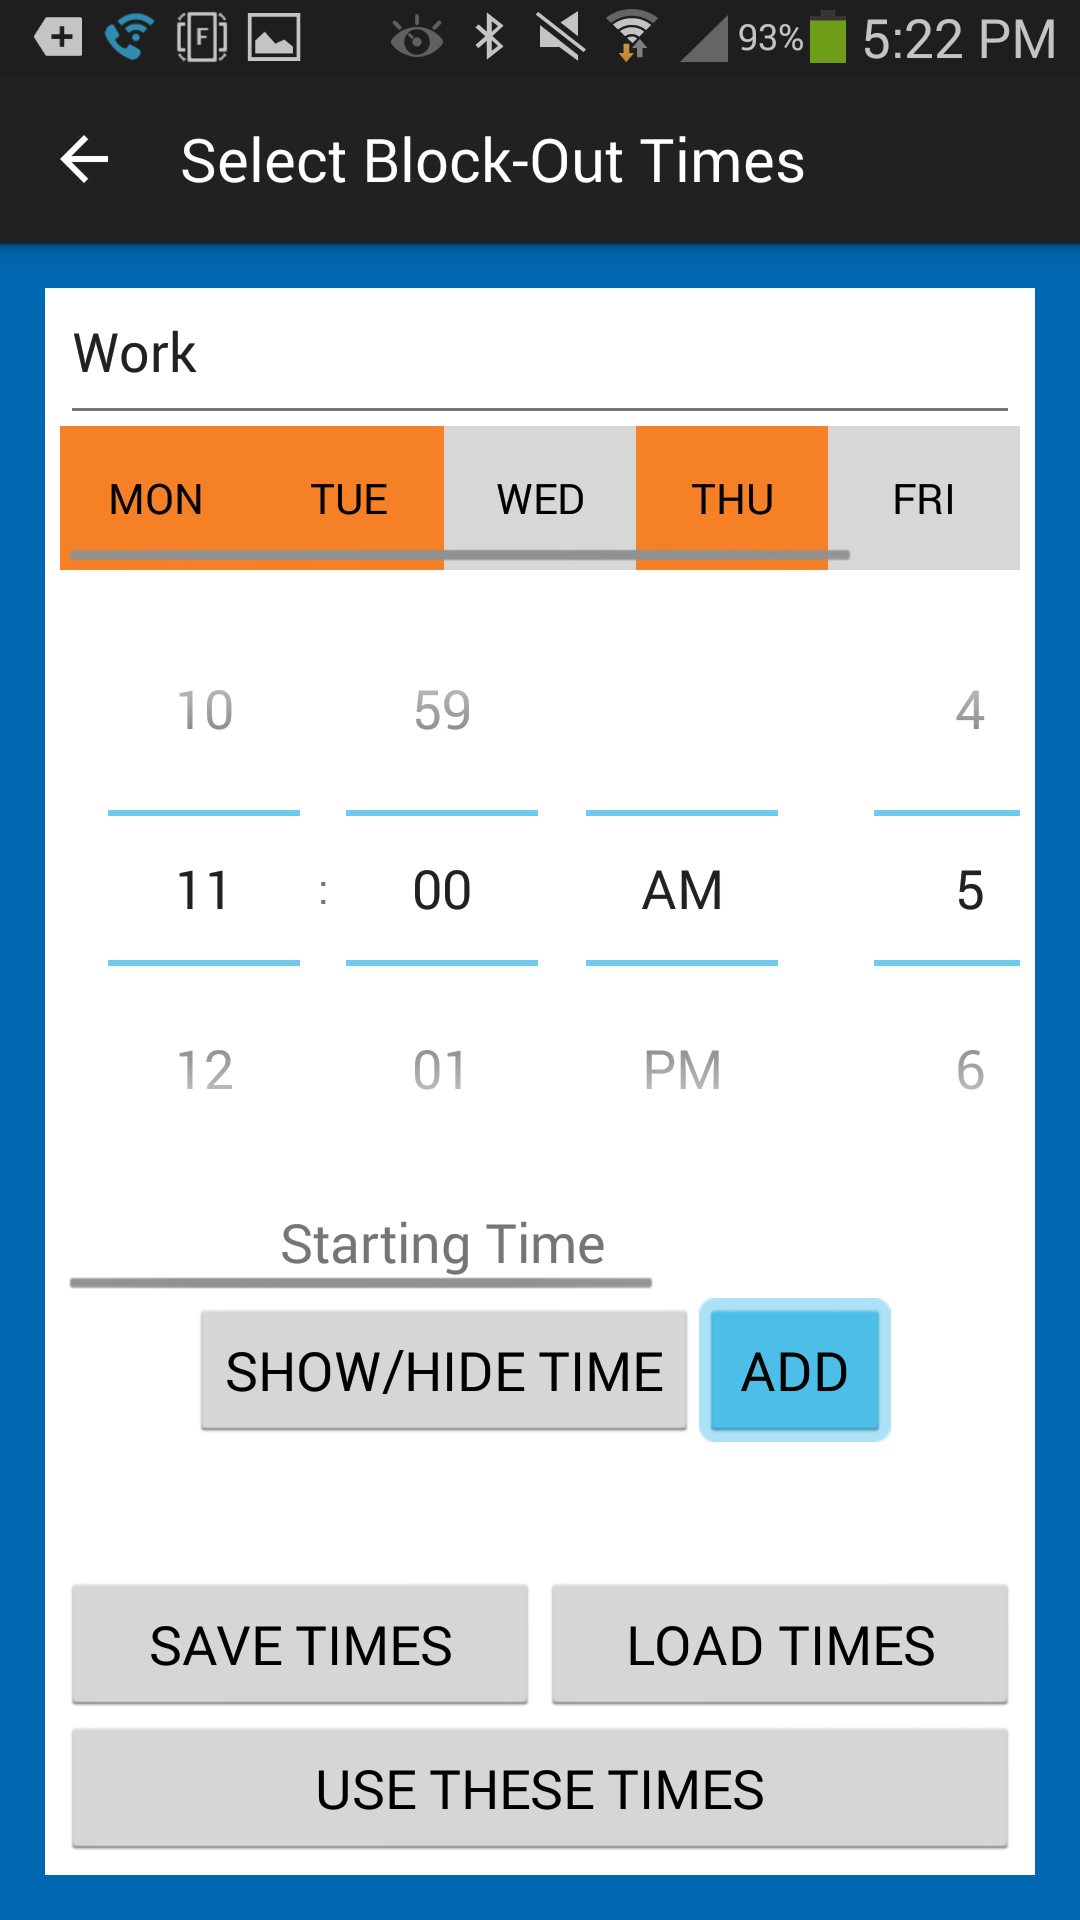 F 93% 5:22 PM
Select Block-Out Times
Work
MON TUE WED THU FRI
10 59 4
11 : 00 AM 5
12 01 PM 6
Starting Time
SHOW/HIDE TIME ADD
SAVE TIMES LOAD TIMES
USE THESE TIMES